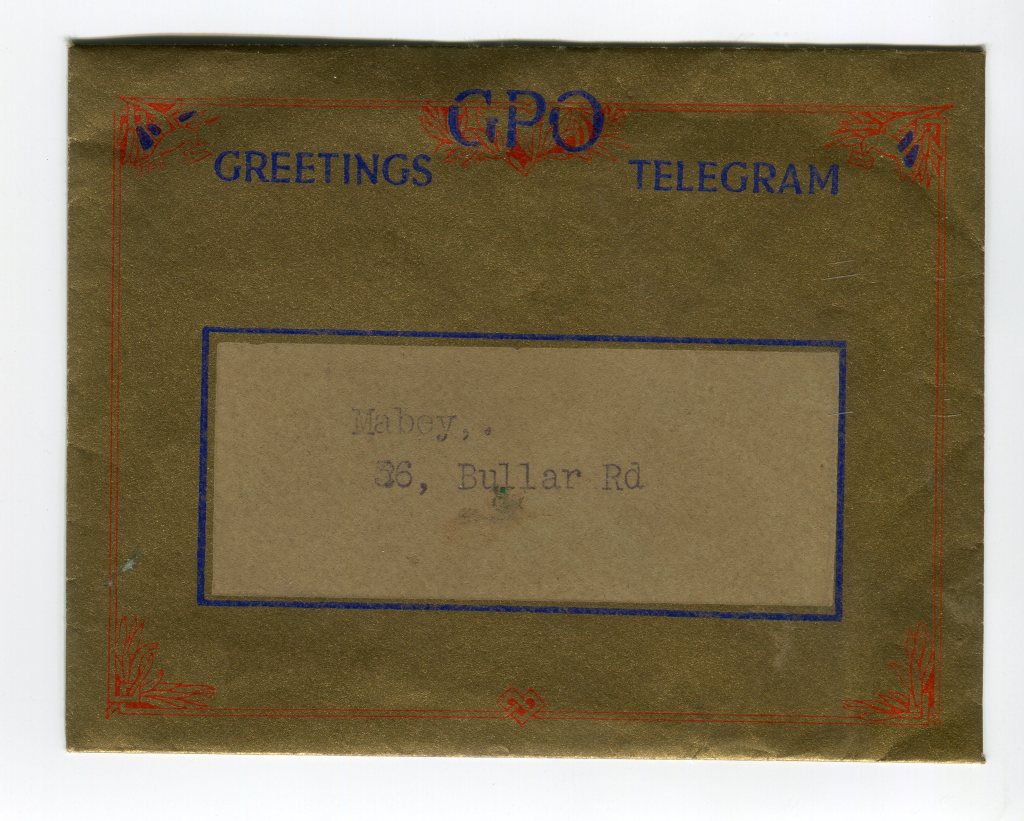 GPO
GREETINGS TELEGRAM
Mabey,.
36, Bullar Rd